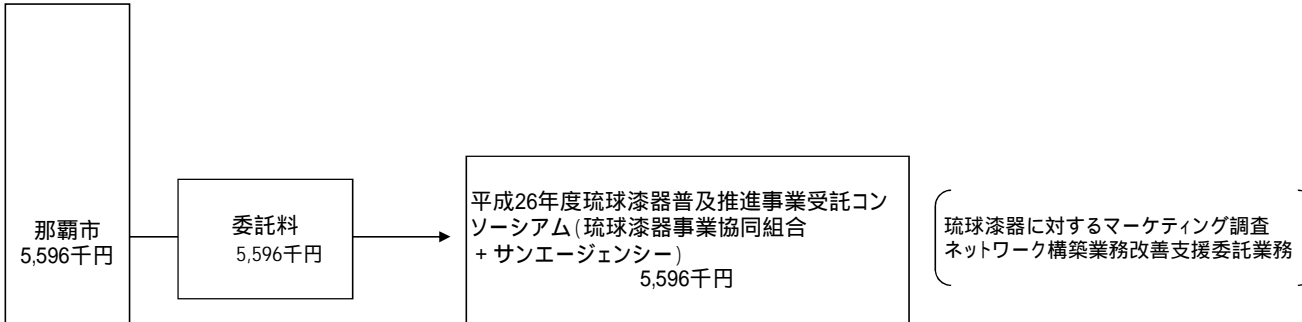 那覇市
5,596千円
委託料
5,596千円
平成26年度琉球漆器普及推進事業受託コン
ソーシアム(琉球漆器事業協同組合
+サンエージェンシー)
5,596千円
琉球漆器に対するマーケティング調査
ネットワーク構築業務改善支援委託業務